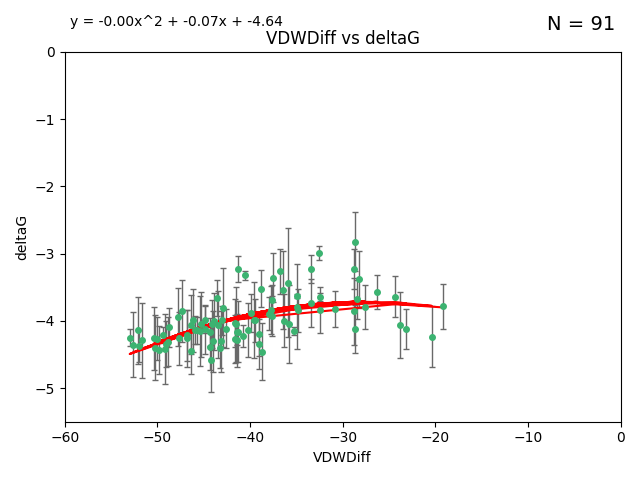 y = -0.00x^2 + -0.07x + -4.64
N = 91
VDWDiff vs deltaG
0
−1
−2
−3
−4
−5
deltaG
−60 −50 −40 −30 −20 −10 0
VDWDiff